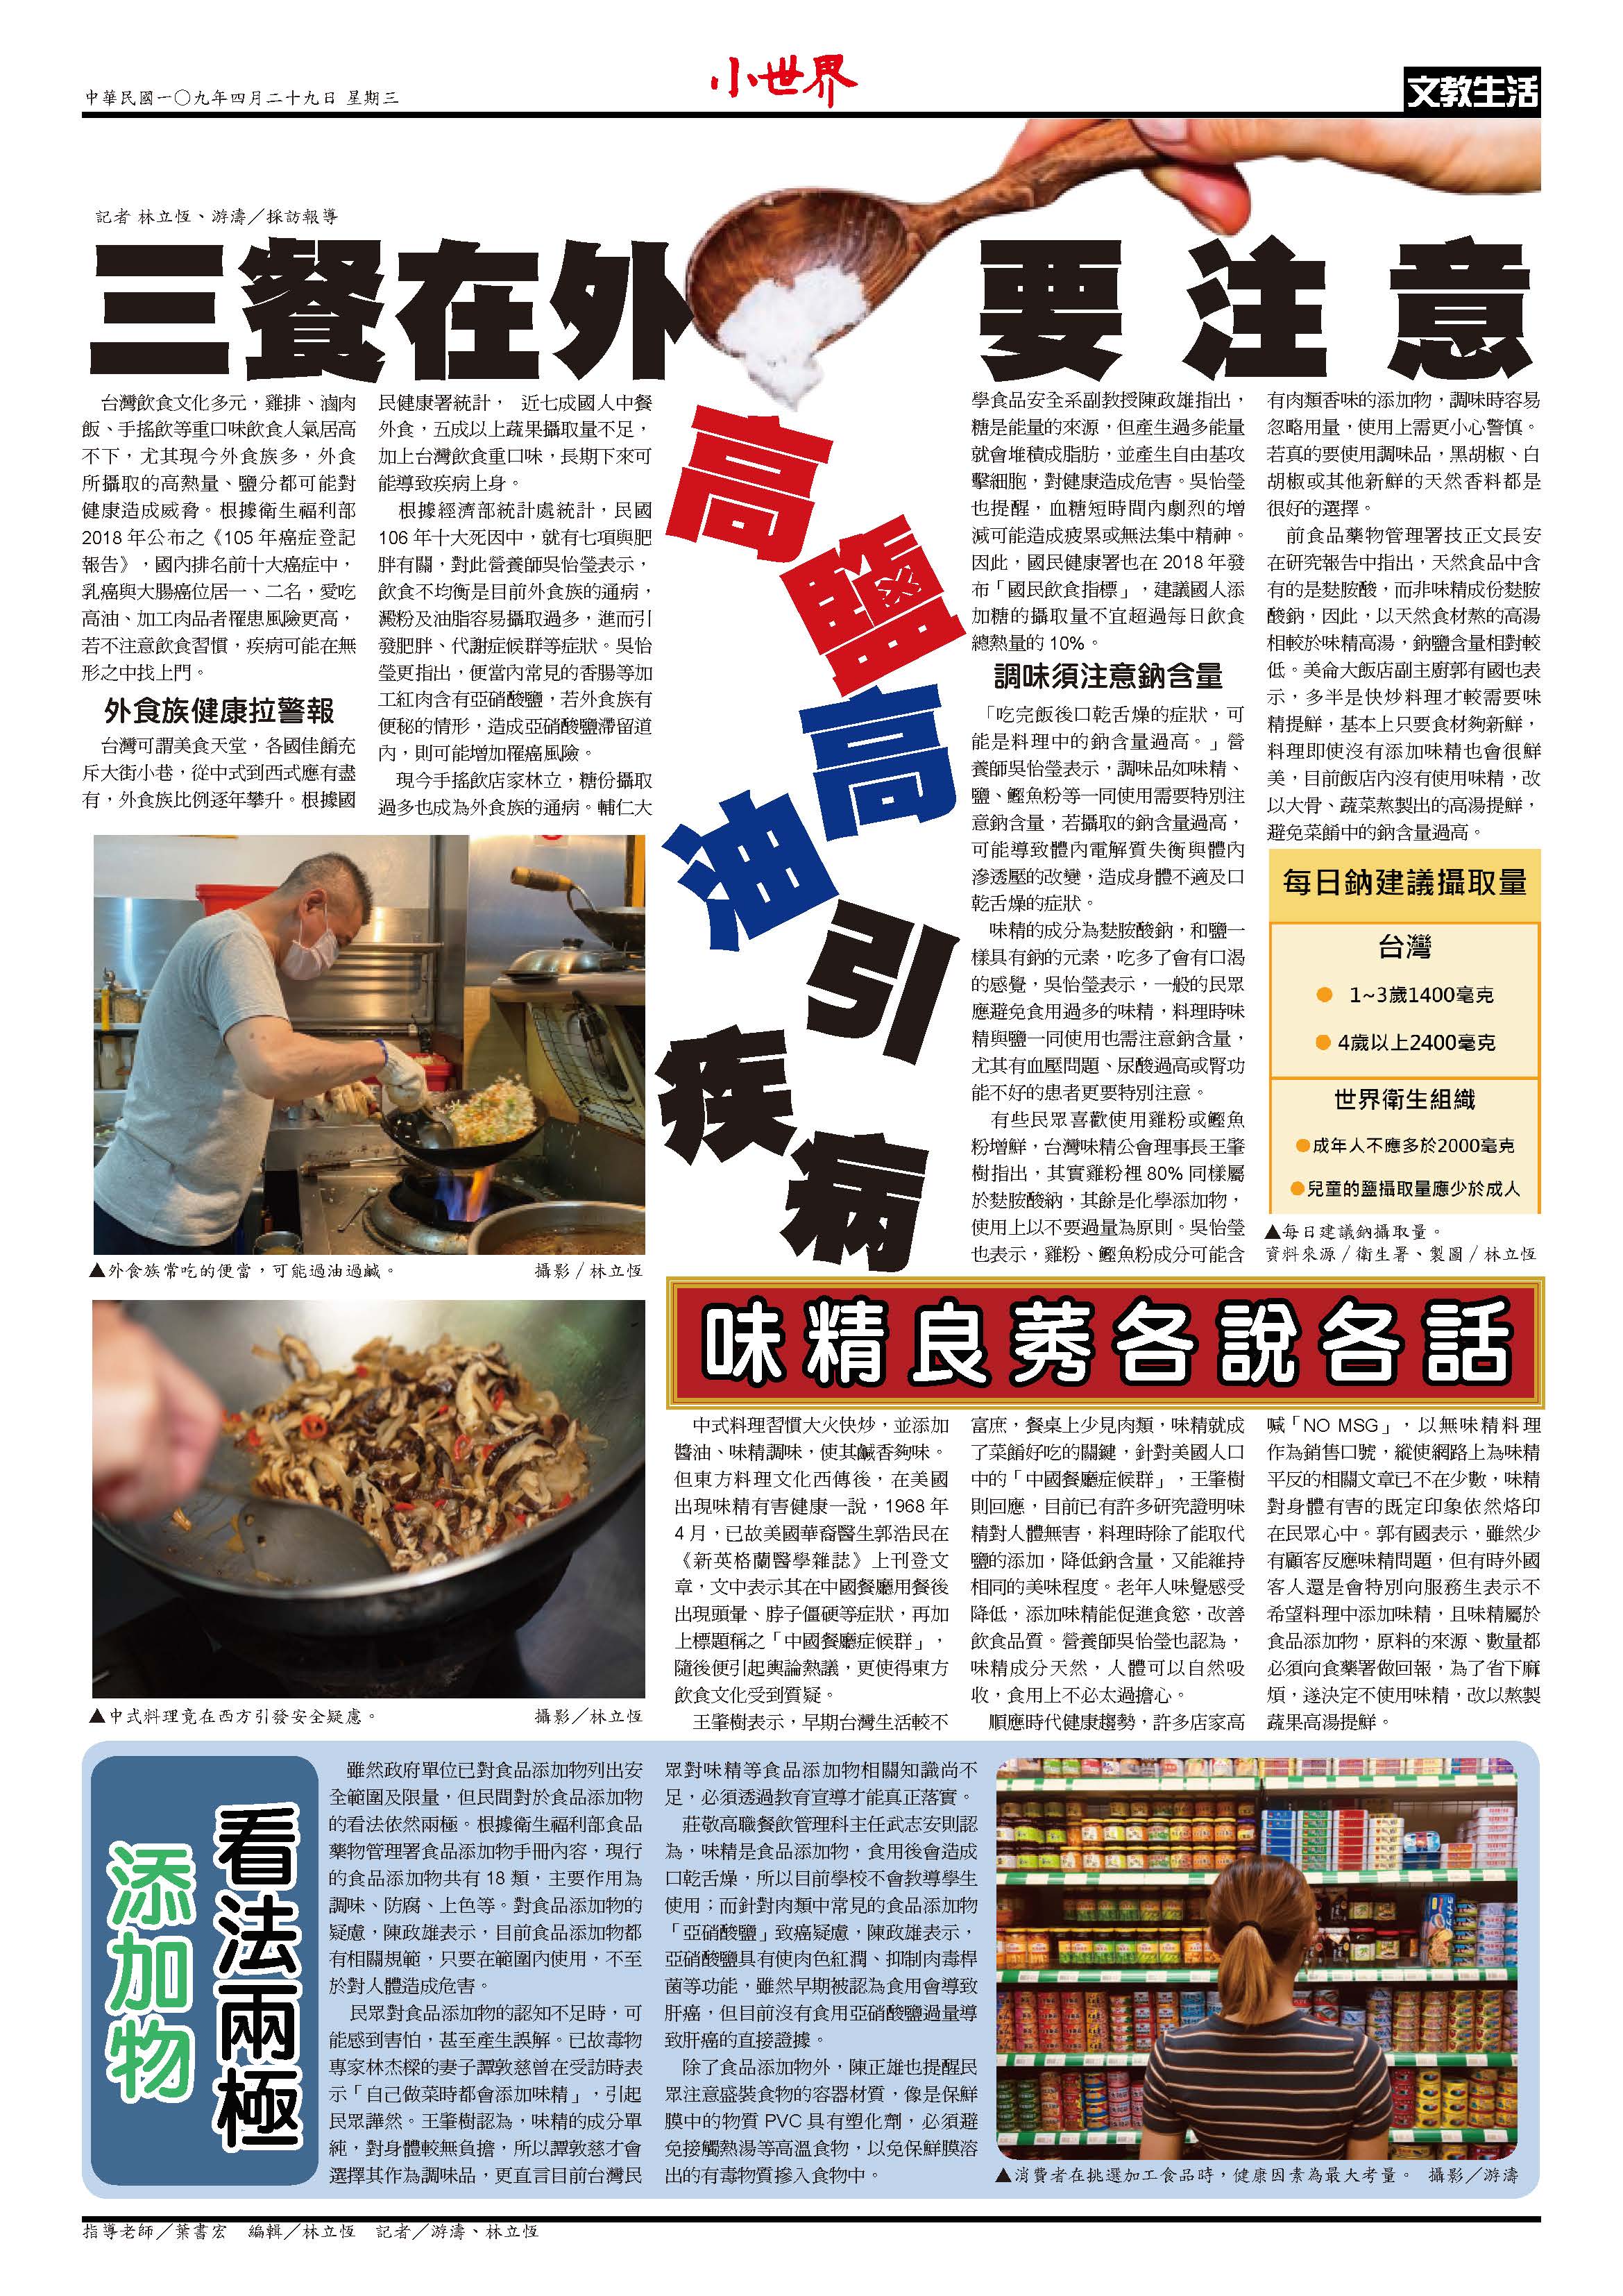 中華民國一〇九年四月二十九日 星期三
小世界
文教生活
記者 林立恆、游濤／採訪報導
三餐在外 要注意
高鹽高油引疾病
台灣飲食文化多元，雞排、滷肉
飯、手搖飲等重口味飲食人氣居高
不下，尤其現今外食族多，外食
所攝取的高熱量、鹽分都可能對
健康造成威脅。根據衛生福利部
2018 年公布之《105 年癌症登記
報告》，國內排名前十大癌症中，
乳癌與大腸癌位居一、二名，愛吃
高油、加工肉品者罹患風險更高，
若不注意飲食習慣，疾病可能在無
形之中找上門。
外食族健康拉警報
台灣可謂美食天堂，各國佳餚充
斥大街小巷，從中式到西式應有盡
有，外食族比例逐年攀升。根據國
民健康署統計， 近七成國人中餐
外食，五成以上蔬果攝取量不足，
加上台灣飲食重口味，長期下來可
能導致疾病上身。
根據經濟部統計處統計，民國
106 年十大死因中，就有七項與肥
胖有關，對此營養師吳怡瑩表示，
飲食不均衡是目前外食族的通病，
澱粉及油脂容易攝取過多，進而引
發肥胖、代謝症候群等症狀。吳怡
瑩更指出，便當內常見的香腸等加
工紅肉含有亞硝酸鹽，若外食族有
便秘的情形，造成亞硝酸鹽滯留道
內，則可能增加罹癌風險。
現今手搖飲店家林立，糖份攝取
過多也成為外食族的通病。輔仁大
學食品安全系副教授陳政雄指出，
糖是能量的來源，但產生過多能量
就會堆積成脂肪，並產生自由基攻
擊細胞，對健康造成危害。吳怡瑩
也提醒，血糖短時間內劇烈的增
減可能造成疲累或無法集中精神。
因此，國民健康署也在 2018 年發
布「國民飲食指標」，建議國人添
加糖的攝取量不宜超過每日飲食
總熱量的 10%。
調味須注意鈉含量
「吃完飯後口乾舌燥的症狀，可
能是料理中的鈉含量過高。」營
養師吳怡瑩表示，調味品如味精、
鹽、鰹魚粉等一同使用需要特別注
意鈉含量，若攝取的鈉含量過高，
可能導致體內電解質失衡與體內
滲透壓的改變，造成身體不適及口
乾舌燥的症狀。
味精的成分為麩胺酸鈉，和鹽一
樣具有鈉的元素，吃多了會有口渴
的感覺，吳怡瑩表示，一般的民眾
應避免食用過多的味精，料理時味
精與鹽一同使用也需注意鈉含量，
尤其有血壓問題、尿酸過高或腎功
能不好的患者更要特別注意。
有些民眾喜歡使用雞粉或鰹魚
粉增鮮，台灣味精公會理事長王肇
樹指出，其實雞粉裡 80% 同樣屬
於麩胺酸鈉，其餘是化學添加物，
使用上以不要過量為原則。吳怡瑩
也表示，雞粉、鰹魚粉成分可能含
有肉類香味的添加物，調味時容易
忽略用量，使用上需更小心警慎。
若真的要使用調味品，黑胡椒、白
胡椒或其他新鮮的天然香料都是
很好的選擇。
前食品藥物管理署技正文長安
在研究報告中指出，天然食品中含
有的是麩胺酸，而非味精成份麩胺
酸鈉，因此，以天然食材熬的高湯
相較於味精高湯，鈉鹽含量相對較
低。美侖大飯店副主廚郭有國也表
示，多半是快炒料理才較需要味
精提鮮，基本上只要食材夠新鮮，
料理即使沒有添加味精也會很鮮
美，目前飯店內沒有使用味精，改
以大骨、蔬菜熬製出的高湯提鮮，
避免菜餚中的鈉含量過高。
每日鈉建議攝取量
台灣
● 1~3歲1400毫克
● 4歲以上2400毫克
世界衛生組織
●成年人不應多於2000毫克
●兒童的鹽攝取量應少於成人
▲每日建議鈉攝取量。
資料來源／衛生署、製圖／林立恆
▲外食族常吃的便當，可能過油過鹹。 攝影／林立恆
▲中式料理竟在西方引發安全疑慮。 攝影／林立恆
味精良莠各說各話
中式料理習慣大火快炒，並添加
醬油、味精調味，使其鹹香夠味。
但東方料理文化西傳後，在美國
出現味精有害健康一說，1968 年
4 月，已故美國華裔醫生郭浩民在
《新英格蘭醫學雜誌》上刊登文
章，文中表示其在中國餐廳用餐後
出現頭暈、脖子僵硬等症狀，再加
上標題稱之「中國餐廳症候群」，
隨後便引起輿論熱議，更使得東方
飲食文化受到質疑。
王肇樹表示，早期台灣生活較不
富庶，餐桌上少見肉類，味精就成
了菜餚好吃的關鍵，針對美國人口
中的「中國餐廳症候群」，王肇樹
則回應，目前已有許多研究證明味
精對人體無害，料理時除了能取代
鹽的添加，降低鈉含量，又能維持
相同的美味程度。老年人味覺感受
降低，添加味精能促進食慾，改善
飲食品質。營養師吳怡瑩也認為，
味精成分天然，人體可以自然吸
收，食用上不必太過擔心。
順應時代健康趨勢，許多店家高
喊「NO MSG」，以無味精料理
作為銷售口號，縱使網路上為味精
平反的相關文章已不在少數，味精
對身體有害的既定印象依然烙印
在民眾心中。郭有國表示，雖然少
有顧客反應味精問題，但有時外國
客人還是會特別向服務生表示不
希望料理中添加味精，且味精屬於
食品添加物，原料的來源、數量都
必須向食藥署做回報，為了省下麻
煩，遂決定不使用味精，改以熬製
蔬果高湯提鮮。
看法兩極
添加物
雖然政府單位已對食品添加物列出安
全範圍及限量，但民間對於食品添加物
的看法依然兩極。根據衛生福利部食品
藥物管理署食品添加物手冊內容，現行
的食品添加物共有 18 類，主要作用為
調味、防腐、上色等。對食品添加物的
疑慮，陳政雄表示，目前食品添加物都
有相關規範，只要在範圍內使用，不至
於對人體造成危害。
民眾對食品添加物的認知不足時，可
能感到害怕，甚至產生誤解。已故毒物
專家林杰樑的妻子譚敦慈曾在受訪時表
示「自己做菜時都會添加味精」，引起
民眾譁然。王肇樹認為，味精的成分單
純，對身體較無負擔，所以譚敦慈才會
選擇其作為調味品，更直言目前台灣民
眾對味精等食品添加物相關知識尚不
足，必須透過教育宣導才能真正落實。
莊敬高職餐飲管理科主任武志安則認
為，味精是食品添加物，食用後會造成
口乾舌燥，所以目前學校不會教導學生
使用；而針對肉類中常見的食品添加物
「亞硝酸鹽」致癌疑慮，陳政雄表示，
亞硝酸鹽具有使肉色紅潤、抑制肉毒桿
菌等功能，雖然早期被認為食用會導致
肝癌，但目前沒有食用亞硝酸鹽過量導
致肝癌的直接證據。
除了食品添加物外，陳正雄也提醒民
眾注意盛裝食物的容器材質，像是保鮮
膜中的物質 PVC 具有塑化劑，必須避
免接觸熱湯等高溫食物，以免保鮮膜溶
出的有毒物質摻入食物中。
▲消費者在挑選加工食品時，健康因素為最大考量。 攝影／游濤
指導老師／葉書宏 編輯／林立恆 記者／游濤、林立恆